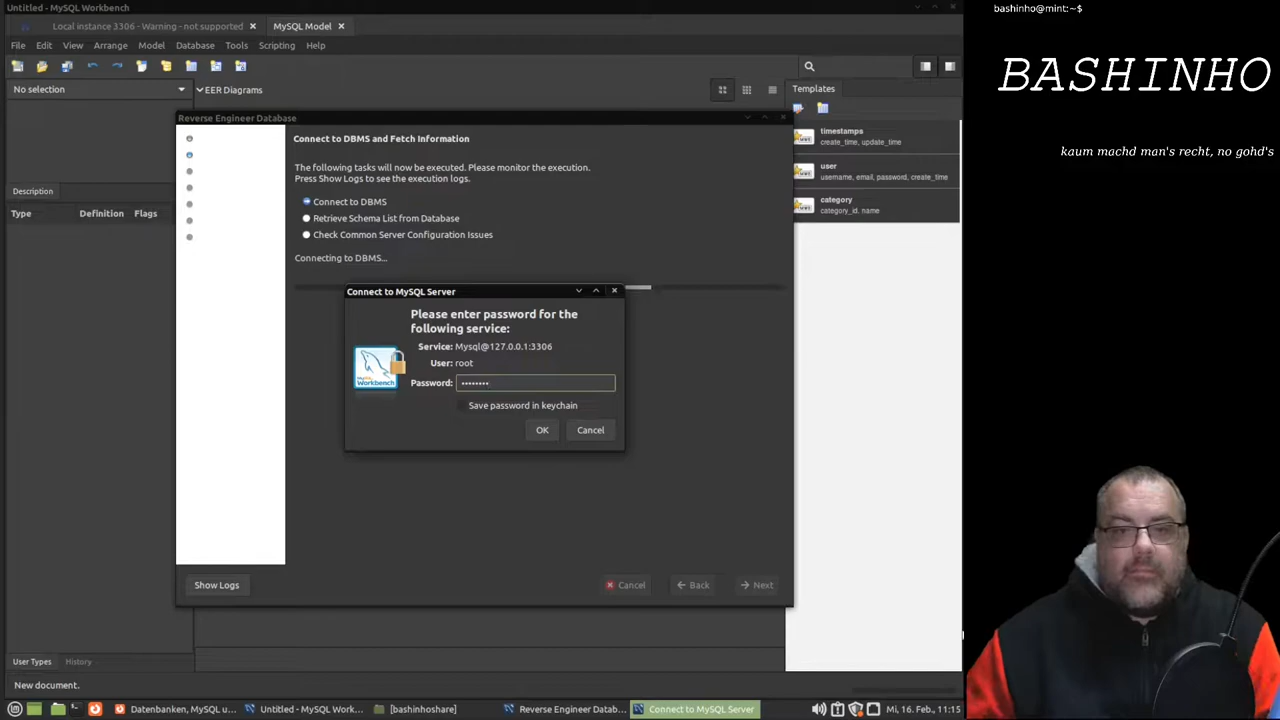 Untitled - MySQL Workbench
Local instance 3306 - Warning - not supported
MySQL Model
File Edit View Arrange Model Database Tools Scripting Help
No selection
EER Diagrams
Description
Type Definition Flags
Reverse Engineer Database
Connect to DBMS and Fetch Information
The following tasks will now be executed. Please monitor the execution.
Press Show Logs to see the execution logs.
Connect to DBMS
Retrieve Schema List from Database
Check Common Server Configuration Issues
Connecting to DBMS...
Connect to MySQL Server
Please enter password for the
following service:
Service: Mysql@127.0.0.1:3306
User: root
Password: ••••••••
Save password in keychain
OK Cancel
MySQL
Workbench
Show Logs
Cancel Back Next
Templates
timestamps
create_time, update_time
user
username, email, password, create_time
category
category_id, name
User Types History
New document.
Datenbanken, MySQL u...
Untitled - MySQL Work...
[bashinhoshare]
Reverse Engineer Datab...
Connect to MySQL Server
Mi, 16. Feb., 11:15
bashinho@mint:~$
BASHINHO
kaum machd man's recht, no gohd's